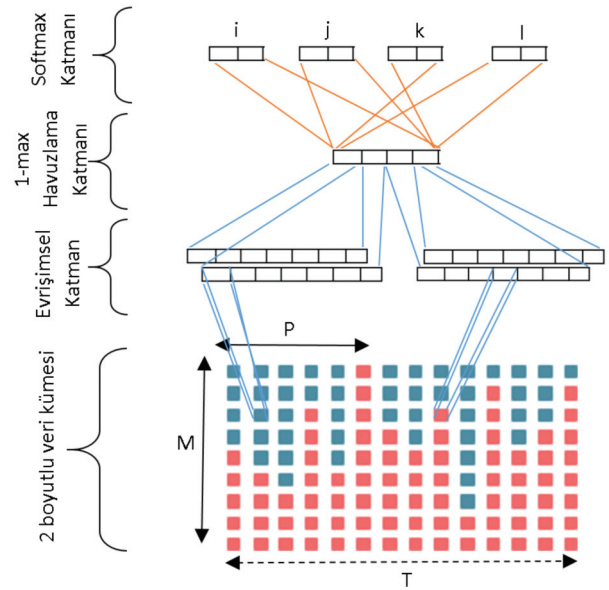 Softmax
Katmanı
i
j
k
l
1-max
Havuzlama
Katmanı
Evrişimsel
Katman
2 boyutlu veri kümesi
P
M
T